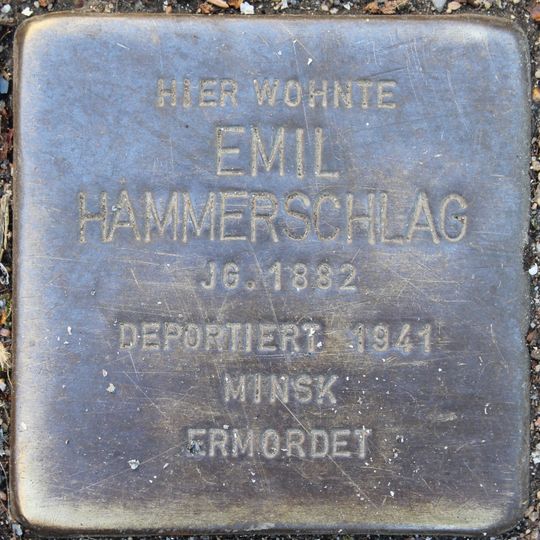 HIER WOHNTE
EMIL
HAMMERSCHLAG
JG. 1882
DEPORTIERT 1941
MINSK
ERMORDET